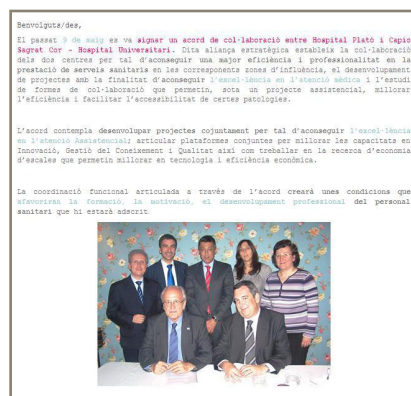 Benvolguts/des,
El passat 9 de maig es va signar un acord de col·laboració entre Hospital Plató i Capio
Sagrat Cor - Hospital Universitari. Dita aliança estratègica estableix la col·laboració
dels dos centres per tal d'aconseguir una major eficiència i professionalitat en la
prestació de serveis sanitaris en les corresponents zones d'influència, el desenvolupament
de projectes amb la finalitat d'aconseguir l'excel·lència en l'atenció mèdica i l'estudi
de formes de col·laboració que permetin, sota un projecte assistencial, millorar
l'eficiència i facilitar l'accessibilitat de certes patologies.
L'acord contempla desenvolupar projectes cojuntament per tal d'aconseguir l'excel·lència
en l'atenció Assistencial; articular plataformes conjuntes per millorar les capacitats en
Innovació, Gestió del Coneixement i Qualitat així com treballar en la recerca d'economia
d'escales que permetin millorar en tecnologia i eficiència econòmica.
La coordinació funcional articulada a través de l'acord crearà unes condicions que
afavoriran la formació, la motivació, el desenvolupament professional del personal
sanitari que hi estarà adscrit